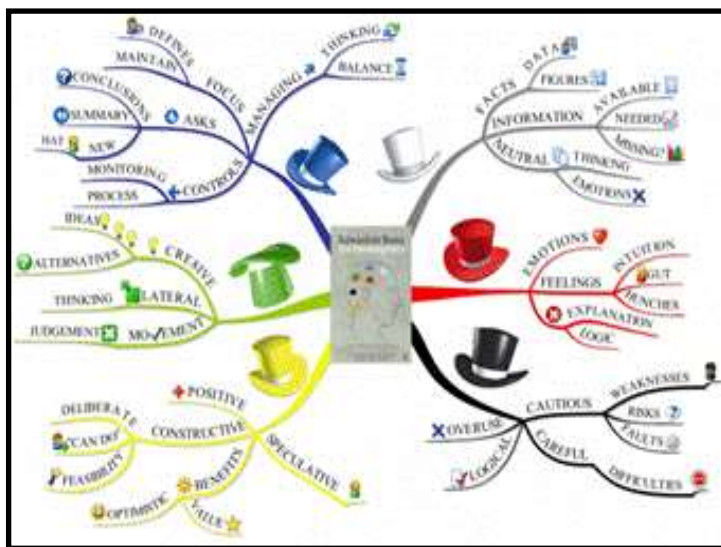 DEFINES
MAINTAIN
FOCUS
CONCLUSIONS
SUMMARY
NEW
HAT
ASKS
MONITORING
PROCESS
CONTROLS
MANAGING
THINKING
BALANCE
FACTS
DATA
FIGURES
INFORMATION
AVAILABLE
NEEDED
MISSING?
NEUTRAL
THINKING
EMOTIONS
IDEAS
ALTERNATIVES
CREATIVE
THINKING
LATERAL
JUDGEMENT
MOVEMENT
EMOTIONS
FEELINGS
INTUITION
GUT
HUNCHES
EXPLANATION
LOGIC
POSITIVE
DELIBERATE
'CAN DO'
FEASIBILITY
CONSTRUCTIVE
SPECULATIVE
BENEFITS
OPTIMISTIC
VALUE
CAUTIOUS
WEAKNESSES
RISKS
FAULTS
OVERUSE
LOGICAL
CAREFUL
DIFFICULTIES